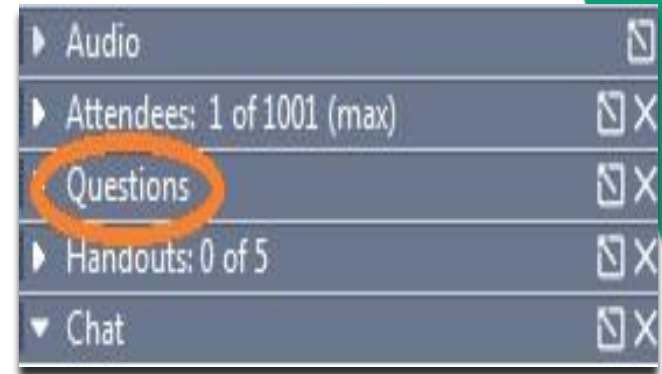 Audio
Attendees: 1 of 1001 (max)
Questions
Handouts: 0 of 5
Chat